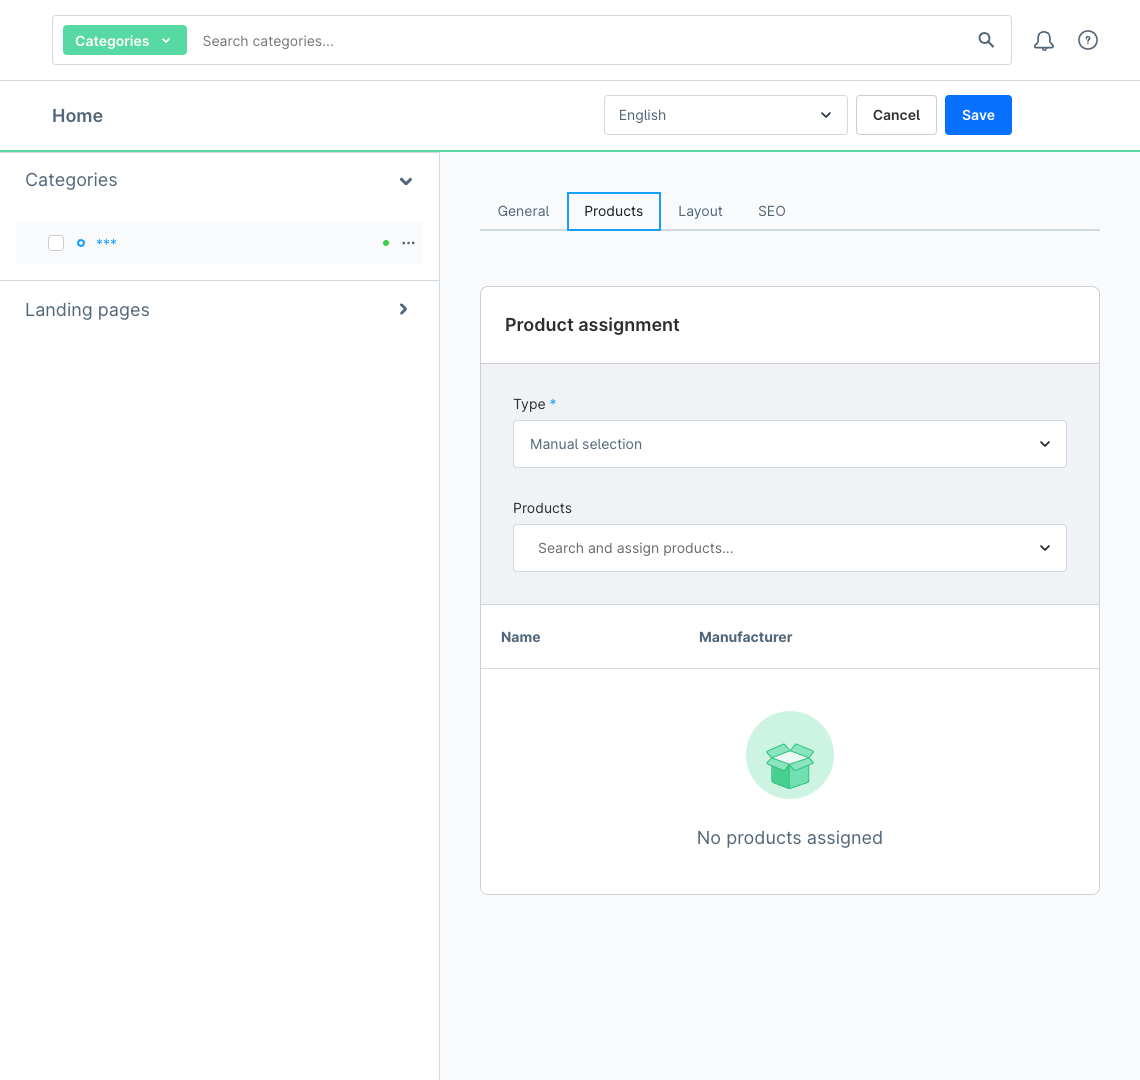 Categories
Search categories...
Home
English
Cancel
Save
Categories
***
Landing pages
General
Products
Layout
SEO
Product assignment
Type *
Manual selection
Products
Search and assign products...
Name
Manufacturer
No products assigned